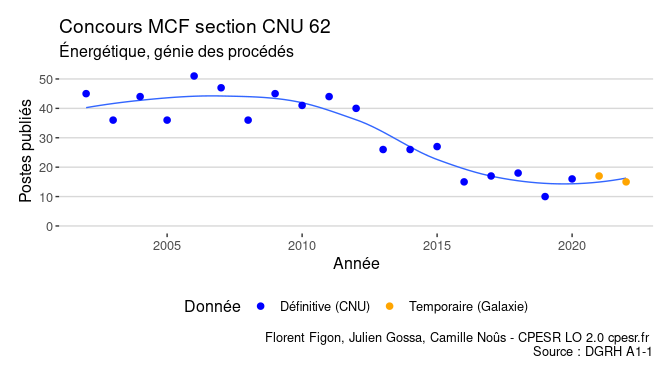 Concours MCF section CNU 62
Énergétique, génie des procédés
Postes publiés
50
40
30
20
10
0
2005 2010 2015 2020
Année
Donnée Définitive (CNU) Temporaire (Galaxie)
Florent Figon, Julien Gossa, Camille Noûs - CPESR LO 2.0 cpesr.fr
Source : DGRH A1-1